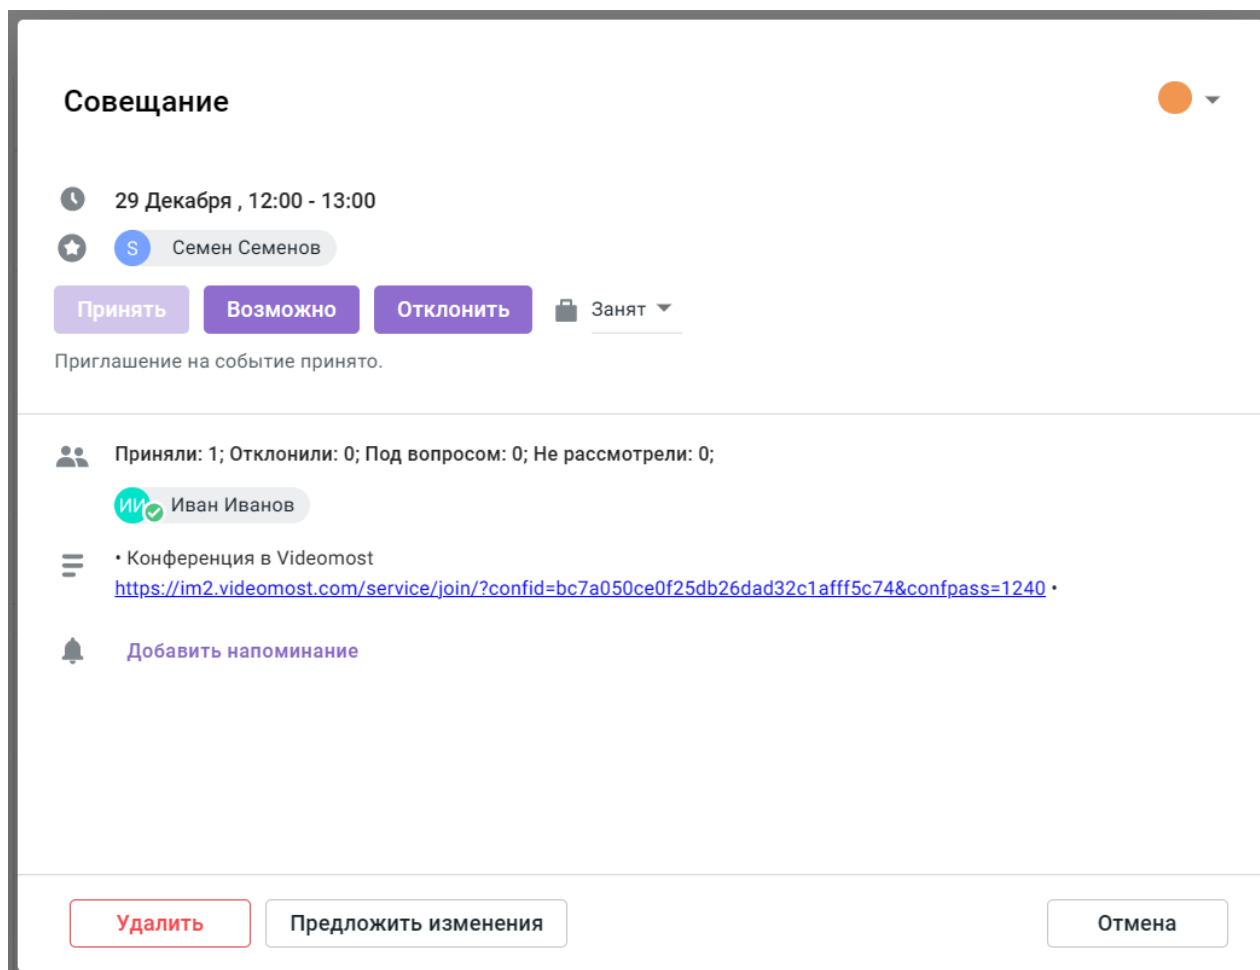 Совещание
29 Декабря , 12:00 - 13:00
S Семен Семенов
Принять Возможно Отклонить Занят
Приглашение на событие принято.
Приняли: 1; Отклонили: 0; Под вопросом: 0; Не рассмотрели: 0;
ИИ Иван Иванов
• Конференция в Videomost
https://im2.videomost.com/service/join/?confid=bc7a050ce0f25db26dad32c1afff5c74&confpass=1240 •
Добавить напоминание
Удалить Предложить изменения Отмена